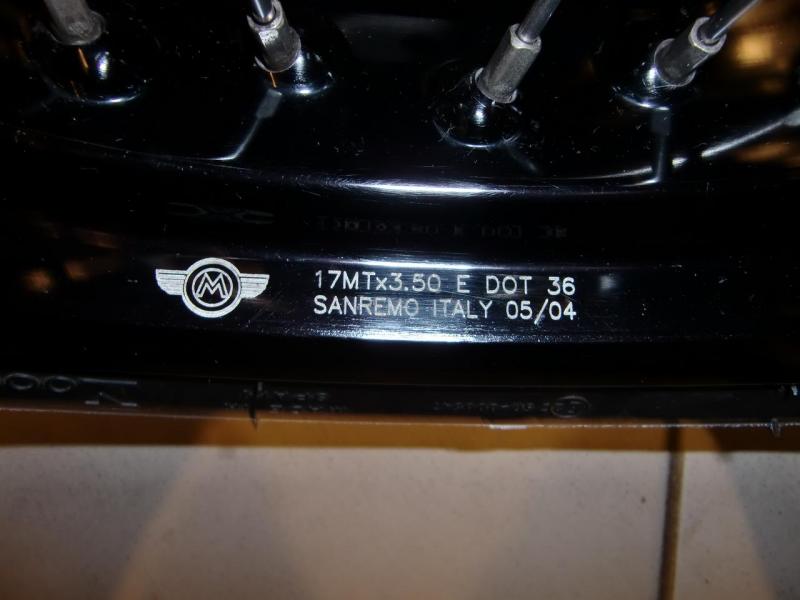 M
17MTx3.50 E DOT 36
SANREMO ITALY 05/04